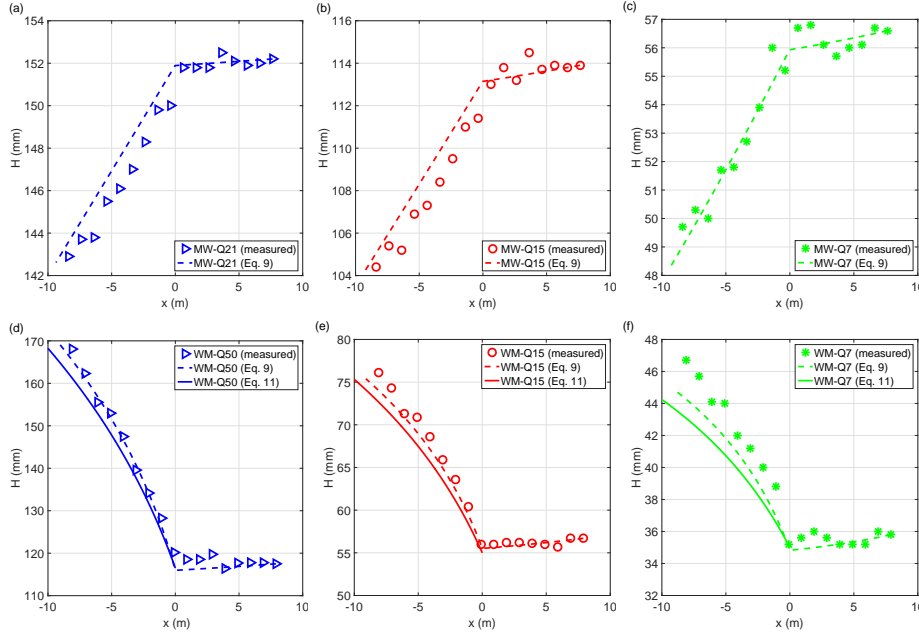 (a)
154
152
150
148
146
144
142
H (mm)
-10
-5
0
5
10
x (m)
MW-Q21 (measured)
MW-Q21 (Eq. 9)
(b)
116
114
112
110
108
106
104
H (mm)
-10
-5
0
5
10
x (m)
MW-Q15 (measured)
MW-Q15 (Eq. 9)
(c)
57
56
55
54
53
52
51
50
49
48
H (mm)
-10
-5
0
5
10
x (m)
MW-Q7 (measured)
MW-Q7 (Eq. 9)
(d)
170
160
150
140
130
120
110
H (mm)
-10
-5
0
5
10
x (m)
WM-Q50 (measured)
WM-Q50 (Eq. 9)
WM-Q50 (Eq. 11)
(e)
80
75
70
65
60
55
50
H (mm)
-10
-5
0
5
10
x (m)
WM-Q15 (measured)
WM-Q15 (Eq. 9)
WM-Q15 (Eq. 11)
(f)
48
46
44
42
40
38
36
34
32
H (mm)
-10
-5
0
5
10
x (m)
WM-Q7 (measured)
WM-Q7 (Eq. 9)
WM-Q7 (Eq. 11)